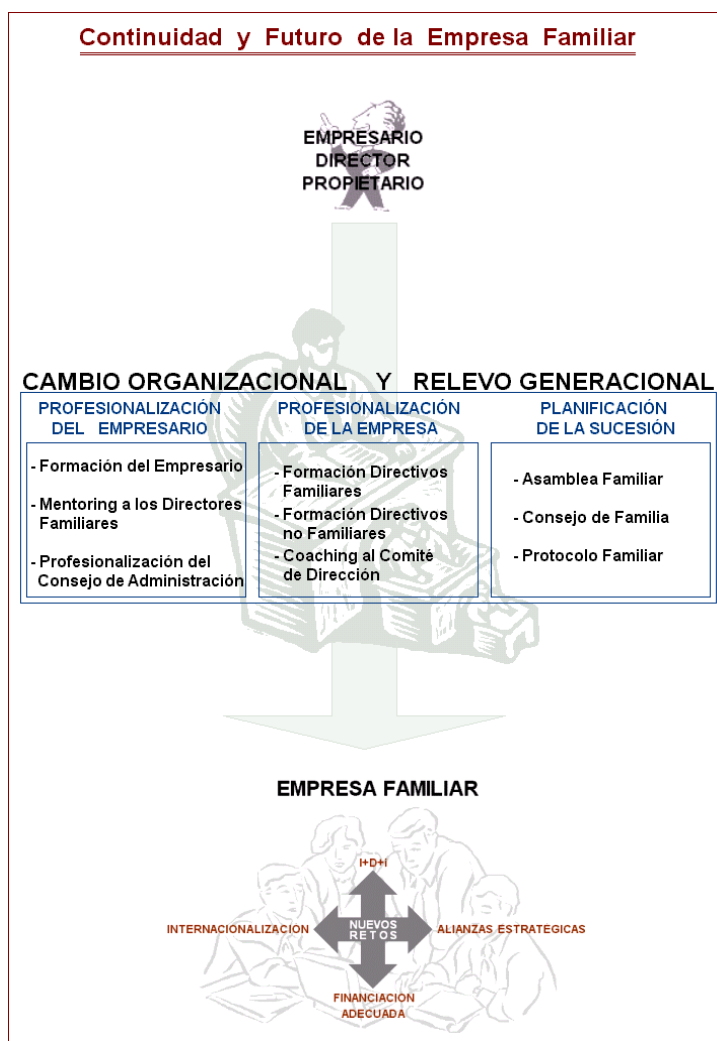 Continuidad y Futuro de la Empresa Familiar
EMPRESARIO
DIRECTOR
PROPIETARIO
CAMBIO ORGANIZACIONAL Y RELEVO GENERACIONAL
PROFESIONALIZACIÓN
DEL EMPRESARIO
- Formación del Empresario
- Mentoring a los Directores
Familiares
- Profesionalización del
Consejo de Administración
PROFESIONALIZACIÓN
DE LA EMPRESA
- Formación Directivos
Familiares
- Formación Directivos
no Familiares
- Coaching al Comité
de Dirección
PLANIFICACIÓN
DE LA SUCESIÓN
- Asamblea Familiar
- Consejo de Familia
- Protocolo Familiar
EMPRESA FAMILIAR
I+D+I
INTERNACIONALIZACIÓN
NUEVOS
RETOS
ALIANZAS ESTRATÉGICAS
FINANCIACIÓN
ADECUADA